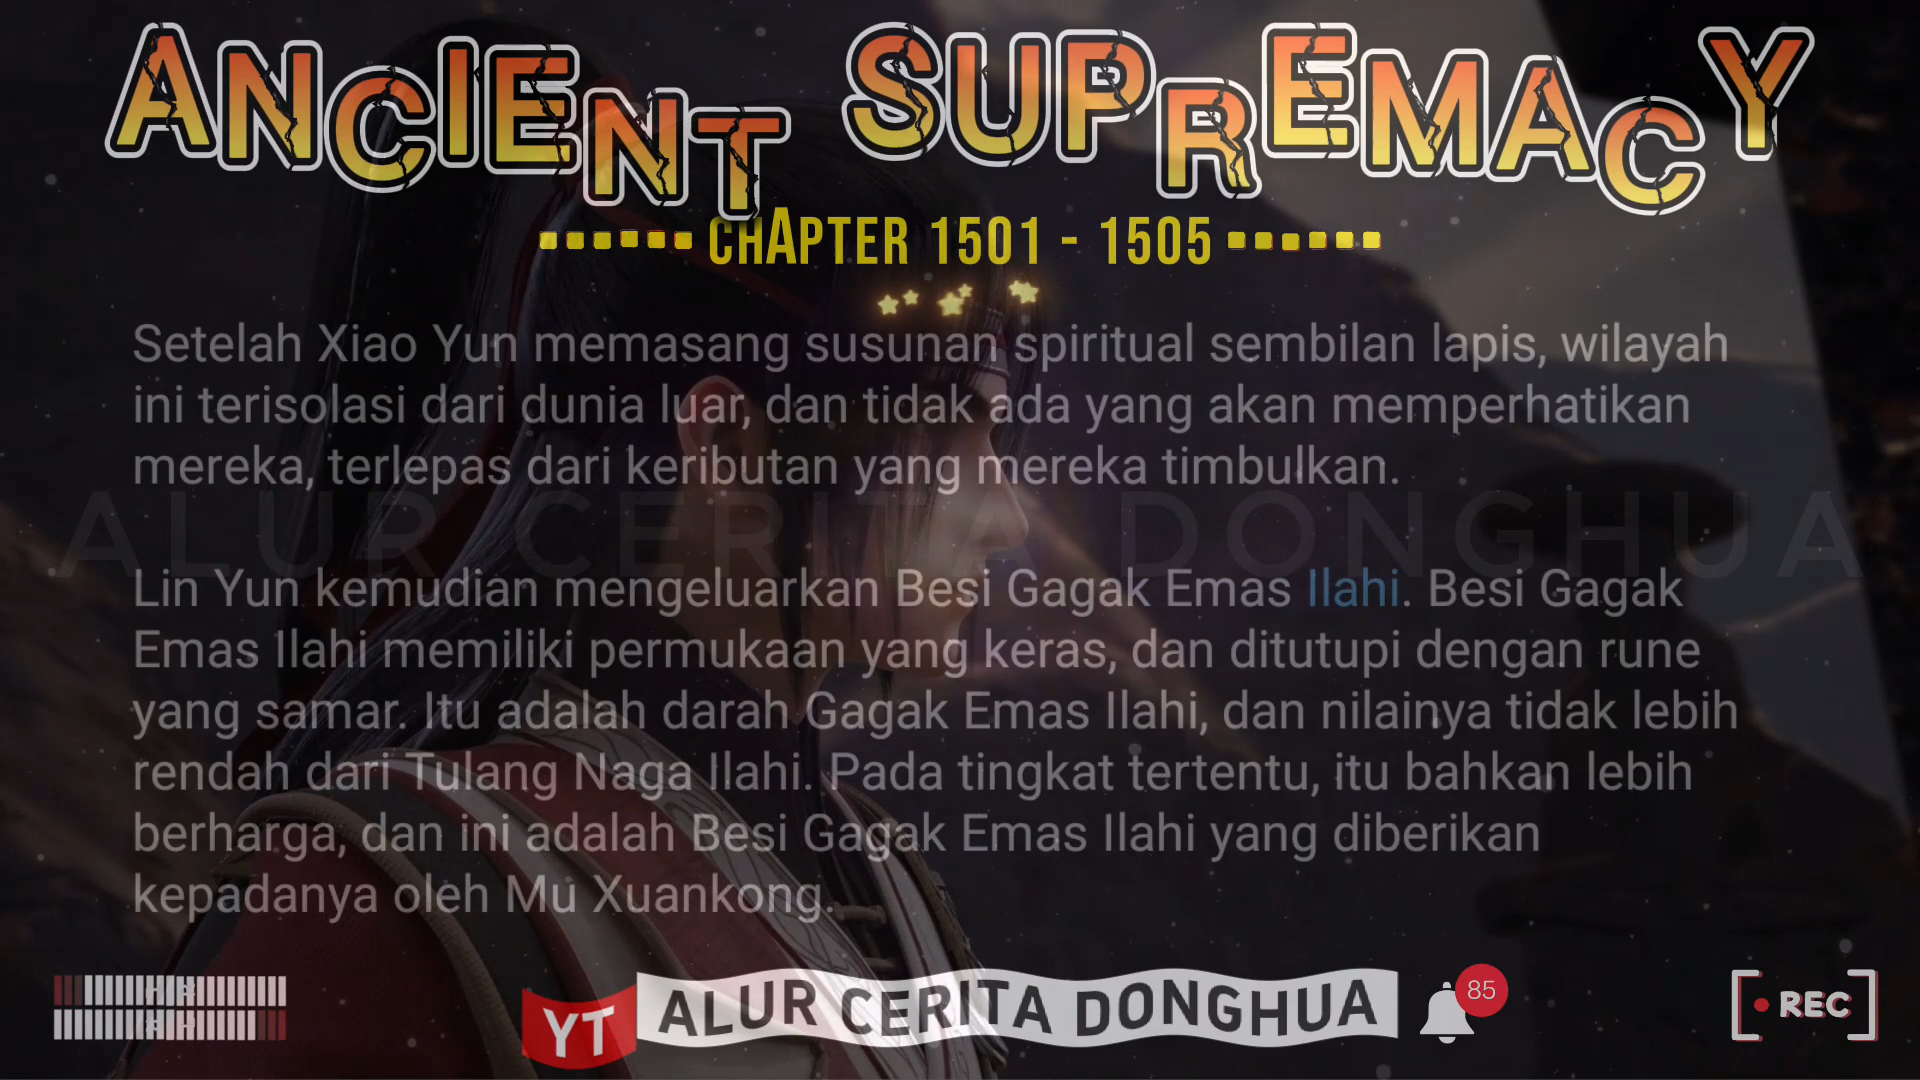 ANCIENT SUPREMACY
CHAPTER 1501 - 1505
Setelah Xiao Yun memasang susunan spiritual sembilan lapis, wilayah
ini terisolasi dari dunia luar, dan tidak ada yang akan memperhatikan
mereka, terlepas dari keributan yang mereka timbulkan.
ALUR CERITA DONGHUA
Lin Yun kemudian mengeluarkan Besi Gagak Emas Ilahi. Besi Gagak
Emas Ilahi memiliki permukaan yang keras, dan ditutupi dengan rune
yang samar. Itu adalah darah Gagak Emas Ilahi, dan nilainya tidak lebih
rendah dari Tulang Naga Ilahi. Pada tingkat tertentu, itu bahkan lebih
berharga, dan ini adalah Besi Gagak Emas Ilahi yang diberikan
kepadanya oleh Mu Xuankong.
YT ALUR CERITA DONGHUA 85 REC